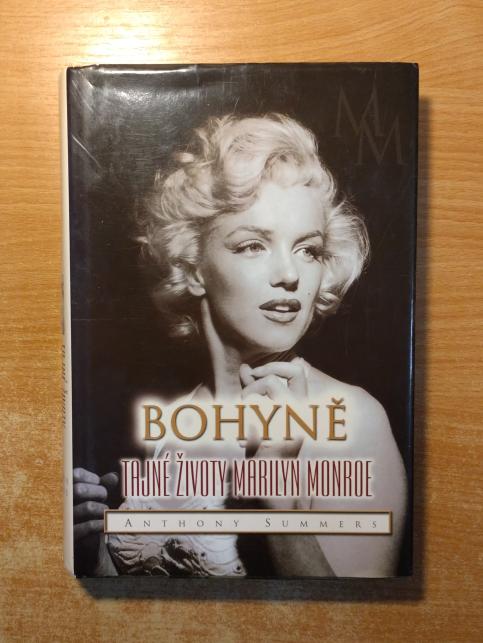 MM
BOHYNĚ
TAJNÉ ŽIVOTY MARILYN MONROE
ANTHONY SUMMERS